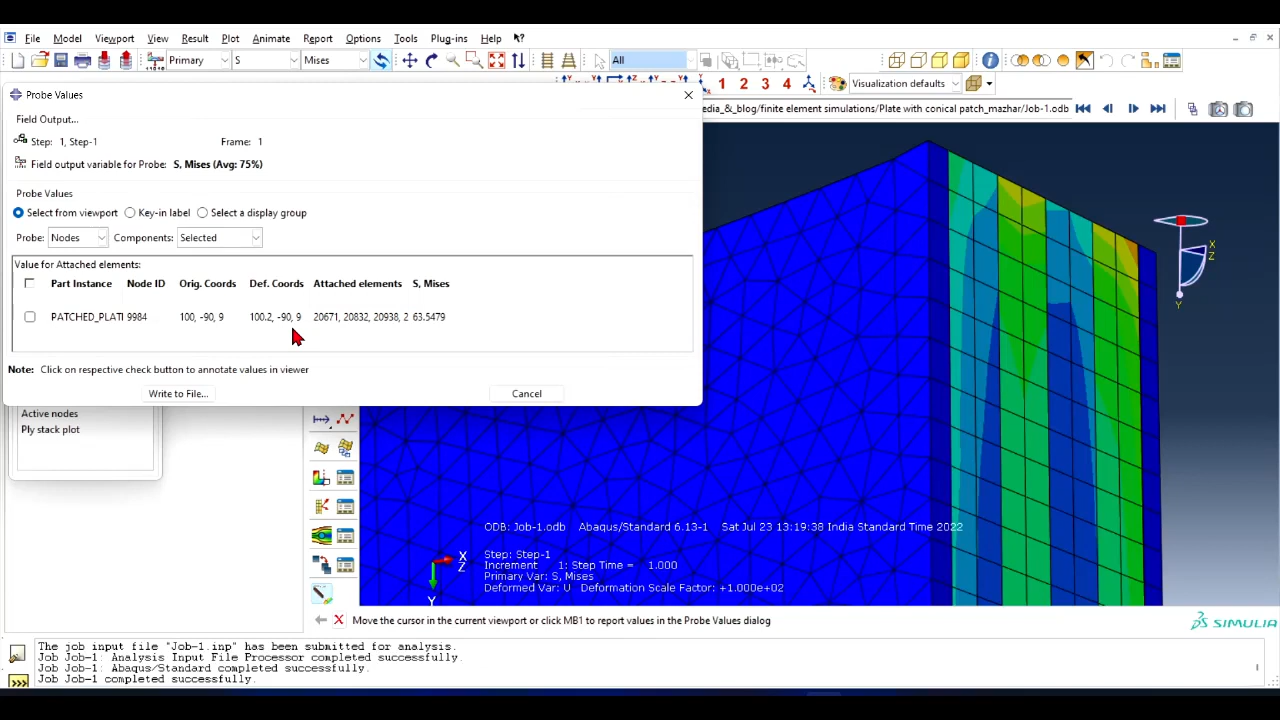 File Model Viewport View Result Plot Animate Report Options Tools Plug-ins Help
Primary S Mises All
1 2 3 4 Visualization defaults
Probe Values
edia_&_blog/finite element simulations/Plate with conical patch_mazhar/Job-1.odb
Field Output...
Step: 1, Step-1 Frame: 1
Field output variable for Probe: S, Mises (Avg: 75%)
Probe Values
Select from viewport Key-in label Select a display group
Probe: Nodes Components: Selected
Value for Attached elements:
Part Instance Node ID Orig. Coords Def. Coords Attached elements S, Mises
PATCHED_PLATI 9984 100, -90, 9 100.2, -90, 9 20671, 20832, 20938, 2 63.5479
Note: Click on respective check button to annotate values in viewer
Write to File... Cancel
Active nodes
Ply stack plot
X
Z
Y
ODB: Job-1.odb Abaqus/Standard 6.13-1 Sat Jul 23 13:19:38 India Standard Time 2022
Step: Step-1
Increment 1: Step Time = 1.000
Primary Var: S, Mises
Deformed Var: U Deformation Scale Factor: +1.000e+02
X
Z
Y
Move the cursor in the current viewport or click MB1 to report values in the Probe Values dialog
SIMULIA
The job input file "Job-1.inp" has been submitted for analysis.
Job Job-1: Analysis Input File Processor completed successfully.
Job Job-1: Abaqus/Standard completed successfully.
Job Job-1 completed successfully.